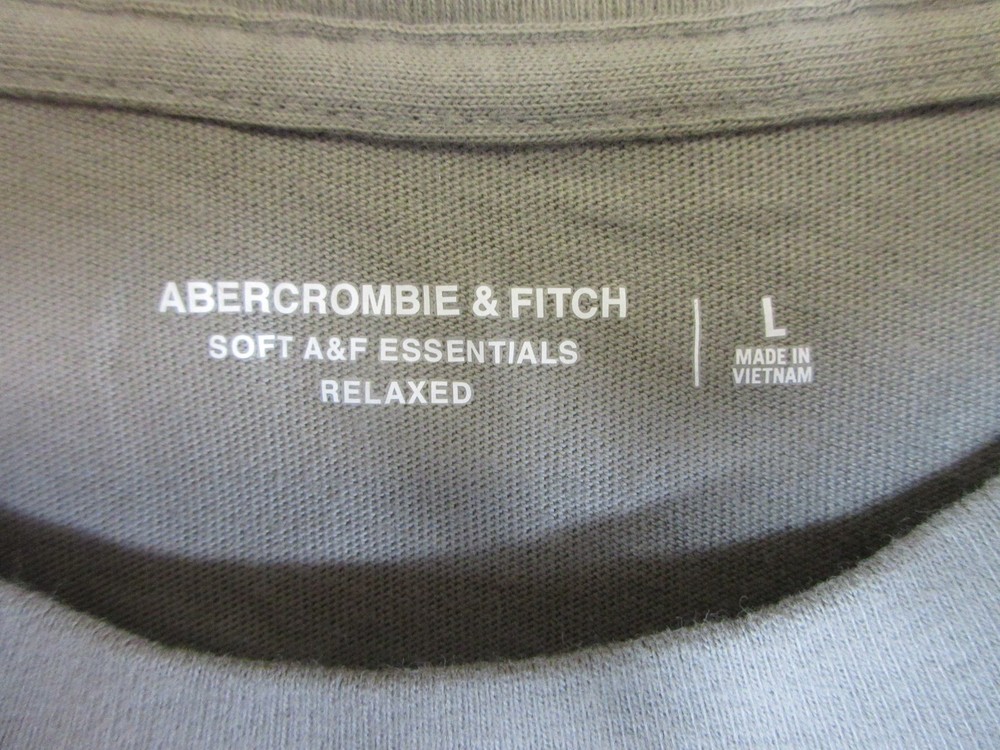 ABERCROMBIE & FITCH
SOFT A&F ESSENTIALS
RELAXED
L
MADE IN
VIETNAM